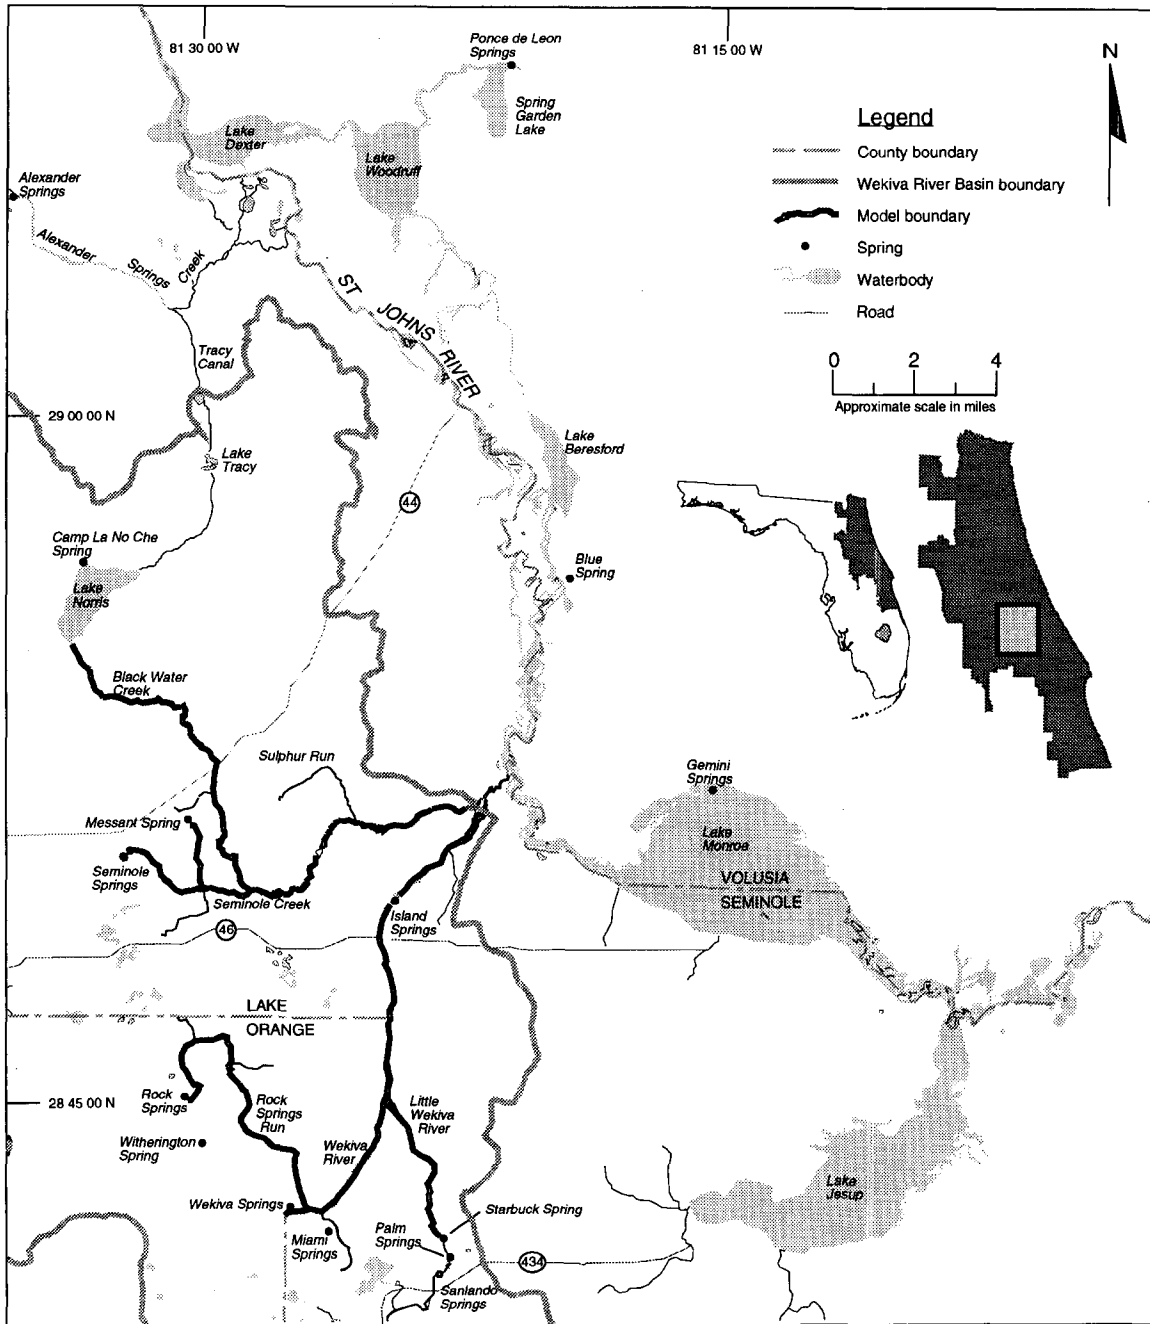 81 30 00 W
Ponce de Leon
Springs
81 15 00 W
N
Spring
Garden
Lake
Lake
Dexter
Lake
Woodruff
Legend
County boundary
Wekiva River Basin boundary
Model boundary
Spring
Waterbody
Road
Alexander
Springs
Alexander
Springs
Creek
ST JOHNS RIVER
0 2 4
Approximate scale in miles
Tracy
Canal
29 00 00 N
Lake
Tracy
Lake
Beresford
44
Camp La No Che
Spring
Lake
Norris
Blue
Spring
Black Water
Creek
Sulphur Run
Gemini
Springs
Messant Spring
Lake
Monroe
Seminole
Springs
Seminole Creek
VOLUSIA
SEMINOLE
Island
Springs
46
LAKE
ORANGE
Rock
Springs
Rock
Springs
Run
Little
Wekiva
River
28 45 00 N
Witherington
Spring
Wekiva
River
Lake
Jesup
Wekiva Springs
Starbuck Spring
Miami
Springs
Palm
Springs
434
Sanlando
Springs